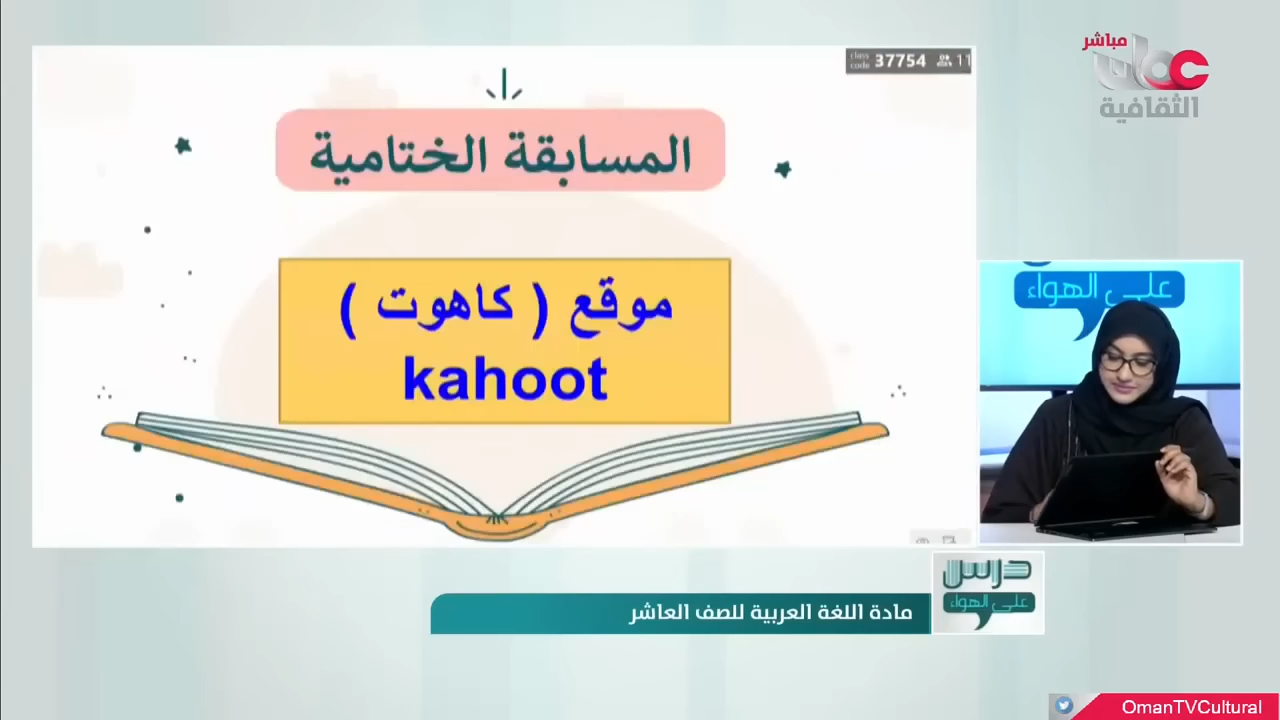 مباشر
عمان
الثقافية
class code 37754 11
المسابقة الختامية
موقع ( كاهوت )
kahoot
على الهواء
درس
على الهواء
مادة اللغة العربية للصف العاشر
OmanTVCultural